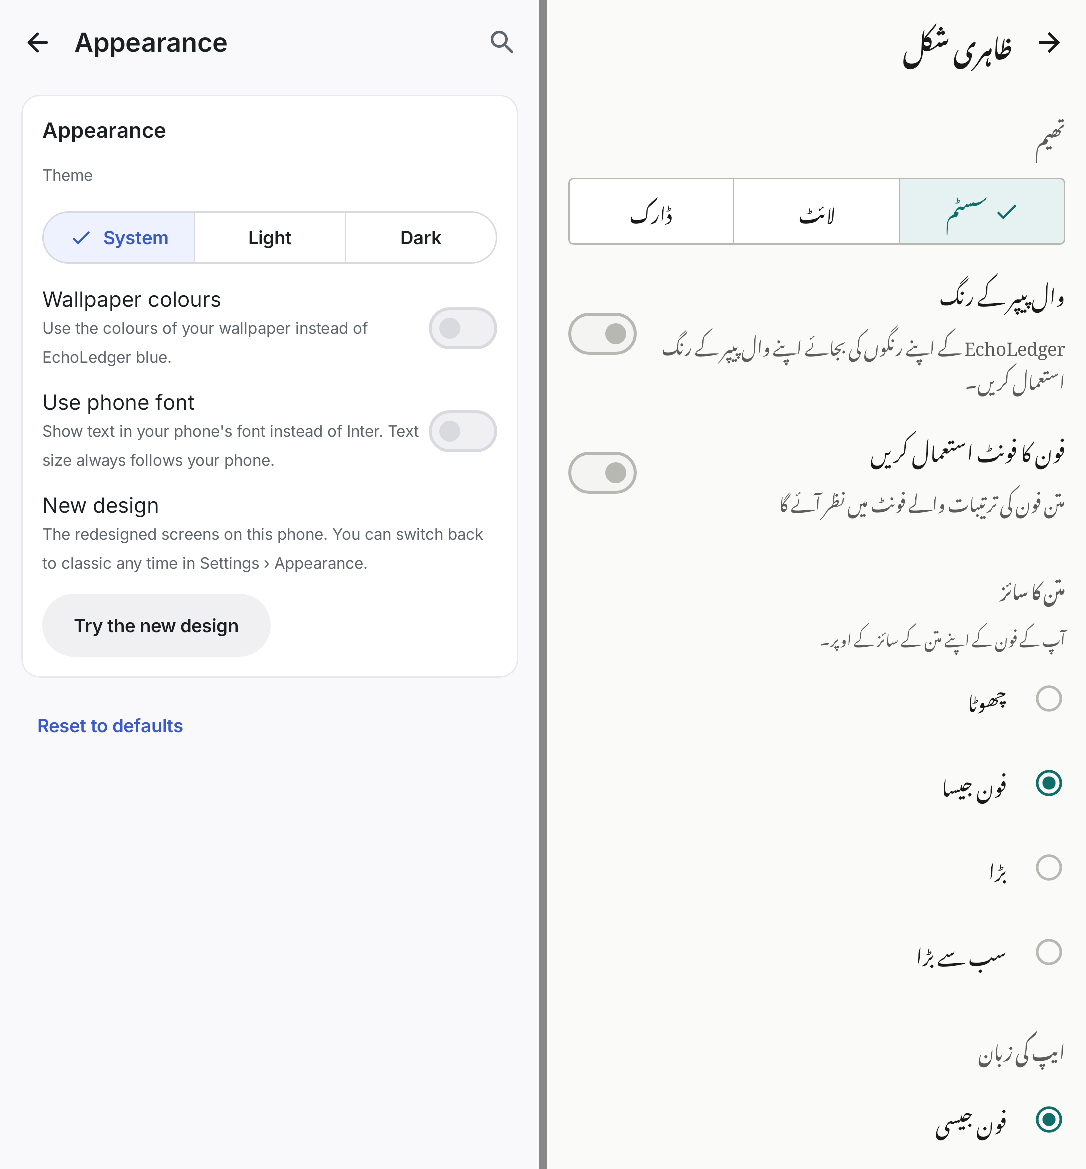 Appearance
Appearance
Theme
System
Light
Dark
Wallpaper colours
Use the colours of your wallpaper instead of
EchoLedger blue.
Use phone font
Show text in your phone's font instead of Inter. Text
size always follows your phone.
New design
The redesigned screens on this phone. You can switch back
to classic any time in Settings › Appearance.
Try the new design
Reset to defaults
ظاہری شکل
تھیم
سسٹم
لائٹ
ڈارک
وال پیپر کے رنگ
EchoLedger کے اپنے رنگوں کی بجائے اپنے وال پیپر کے رنگ
استعمال کریں۔
فون کا فونٹ استعمال کریں
متن فون کی ترتیبات والے فونٹ میں نظر آئے گا
متن کا سائز
آپ کے فون کے اپنے متن کے سائز کے اوپر۔
چھوٹا
فون جیسا
بڑا
سب سے بڑا
ایپ کی زبان
فون جیسی